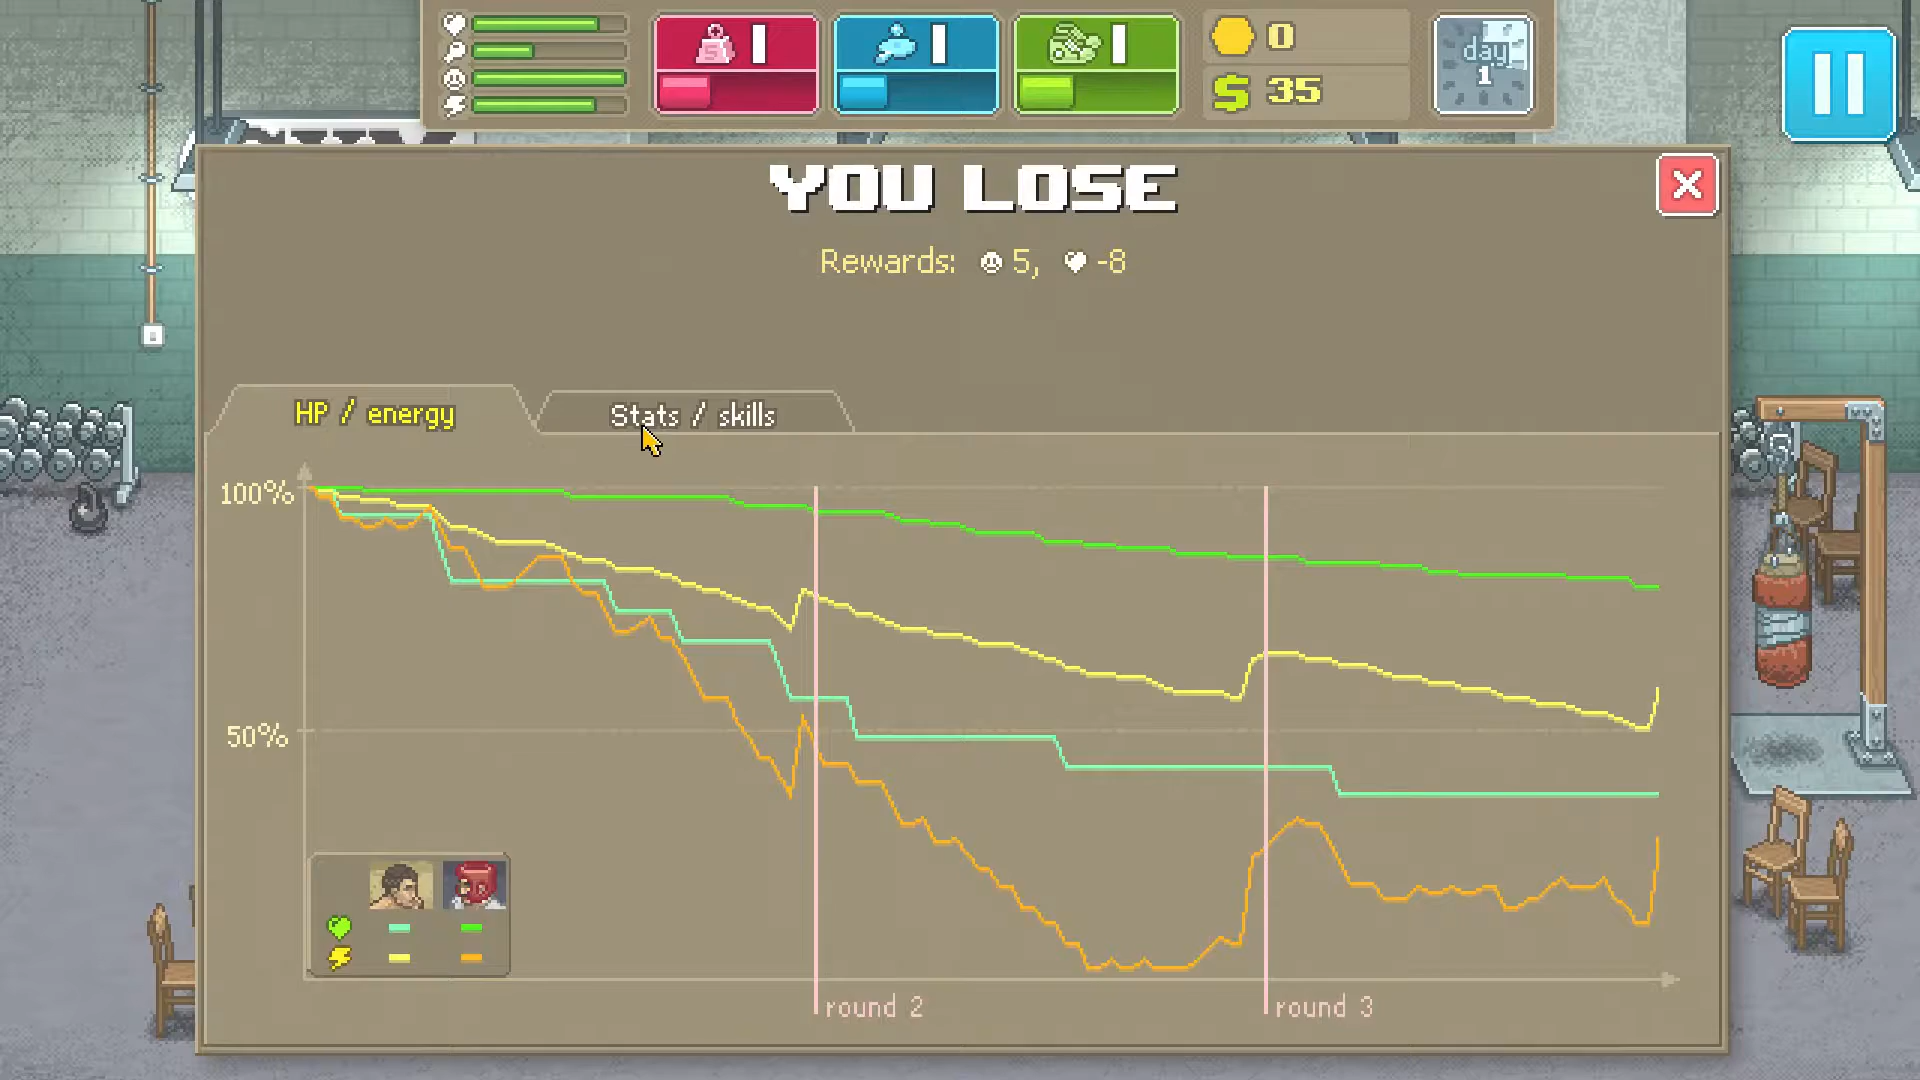 0
$ 35
day
1
YOU LOSE
Rewards: 5, -8
HP / energy
Stats / skills
100%
50%
round 2
round 3